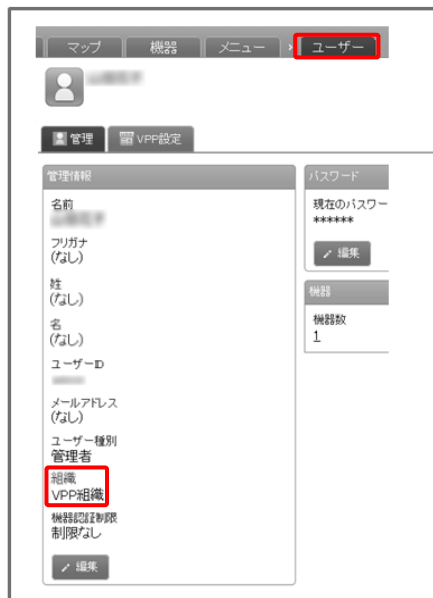 マップ
機器
メニュー
ユーザー
管理
VPP設定
管理情報
名前
フリガナ
(なし)
姓
(なし)
名
(なし)
ユーザーID
メールアドレス
(なし)
ユーザー種別
管理者
組織
VPP組織
機器認証制限
制限なし
編集
パスワード
現在のパスワー
******
編集
機器
機器数
1